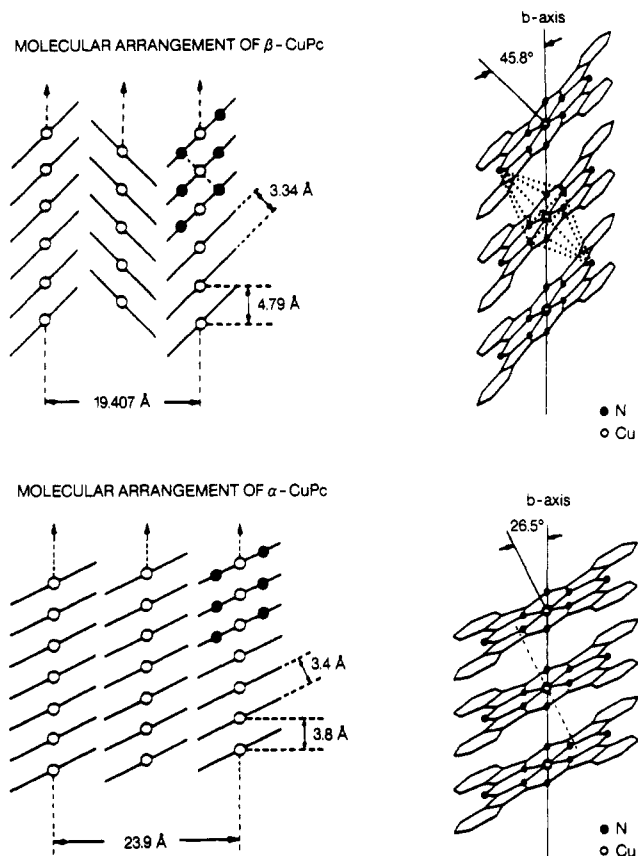 MOLECULAR ARRANGEMENT OF β-CuPc
3.34 Å
4.79 Å
19.407 Å
b-axis
45.8°
N
Cu
MOLECULAR ARRANGEMENT OF α-CuPc
3.4 Å
3.8 Å
23.9 Å
b-axis
26.5°
N
Cu